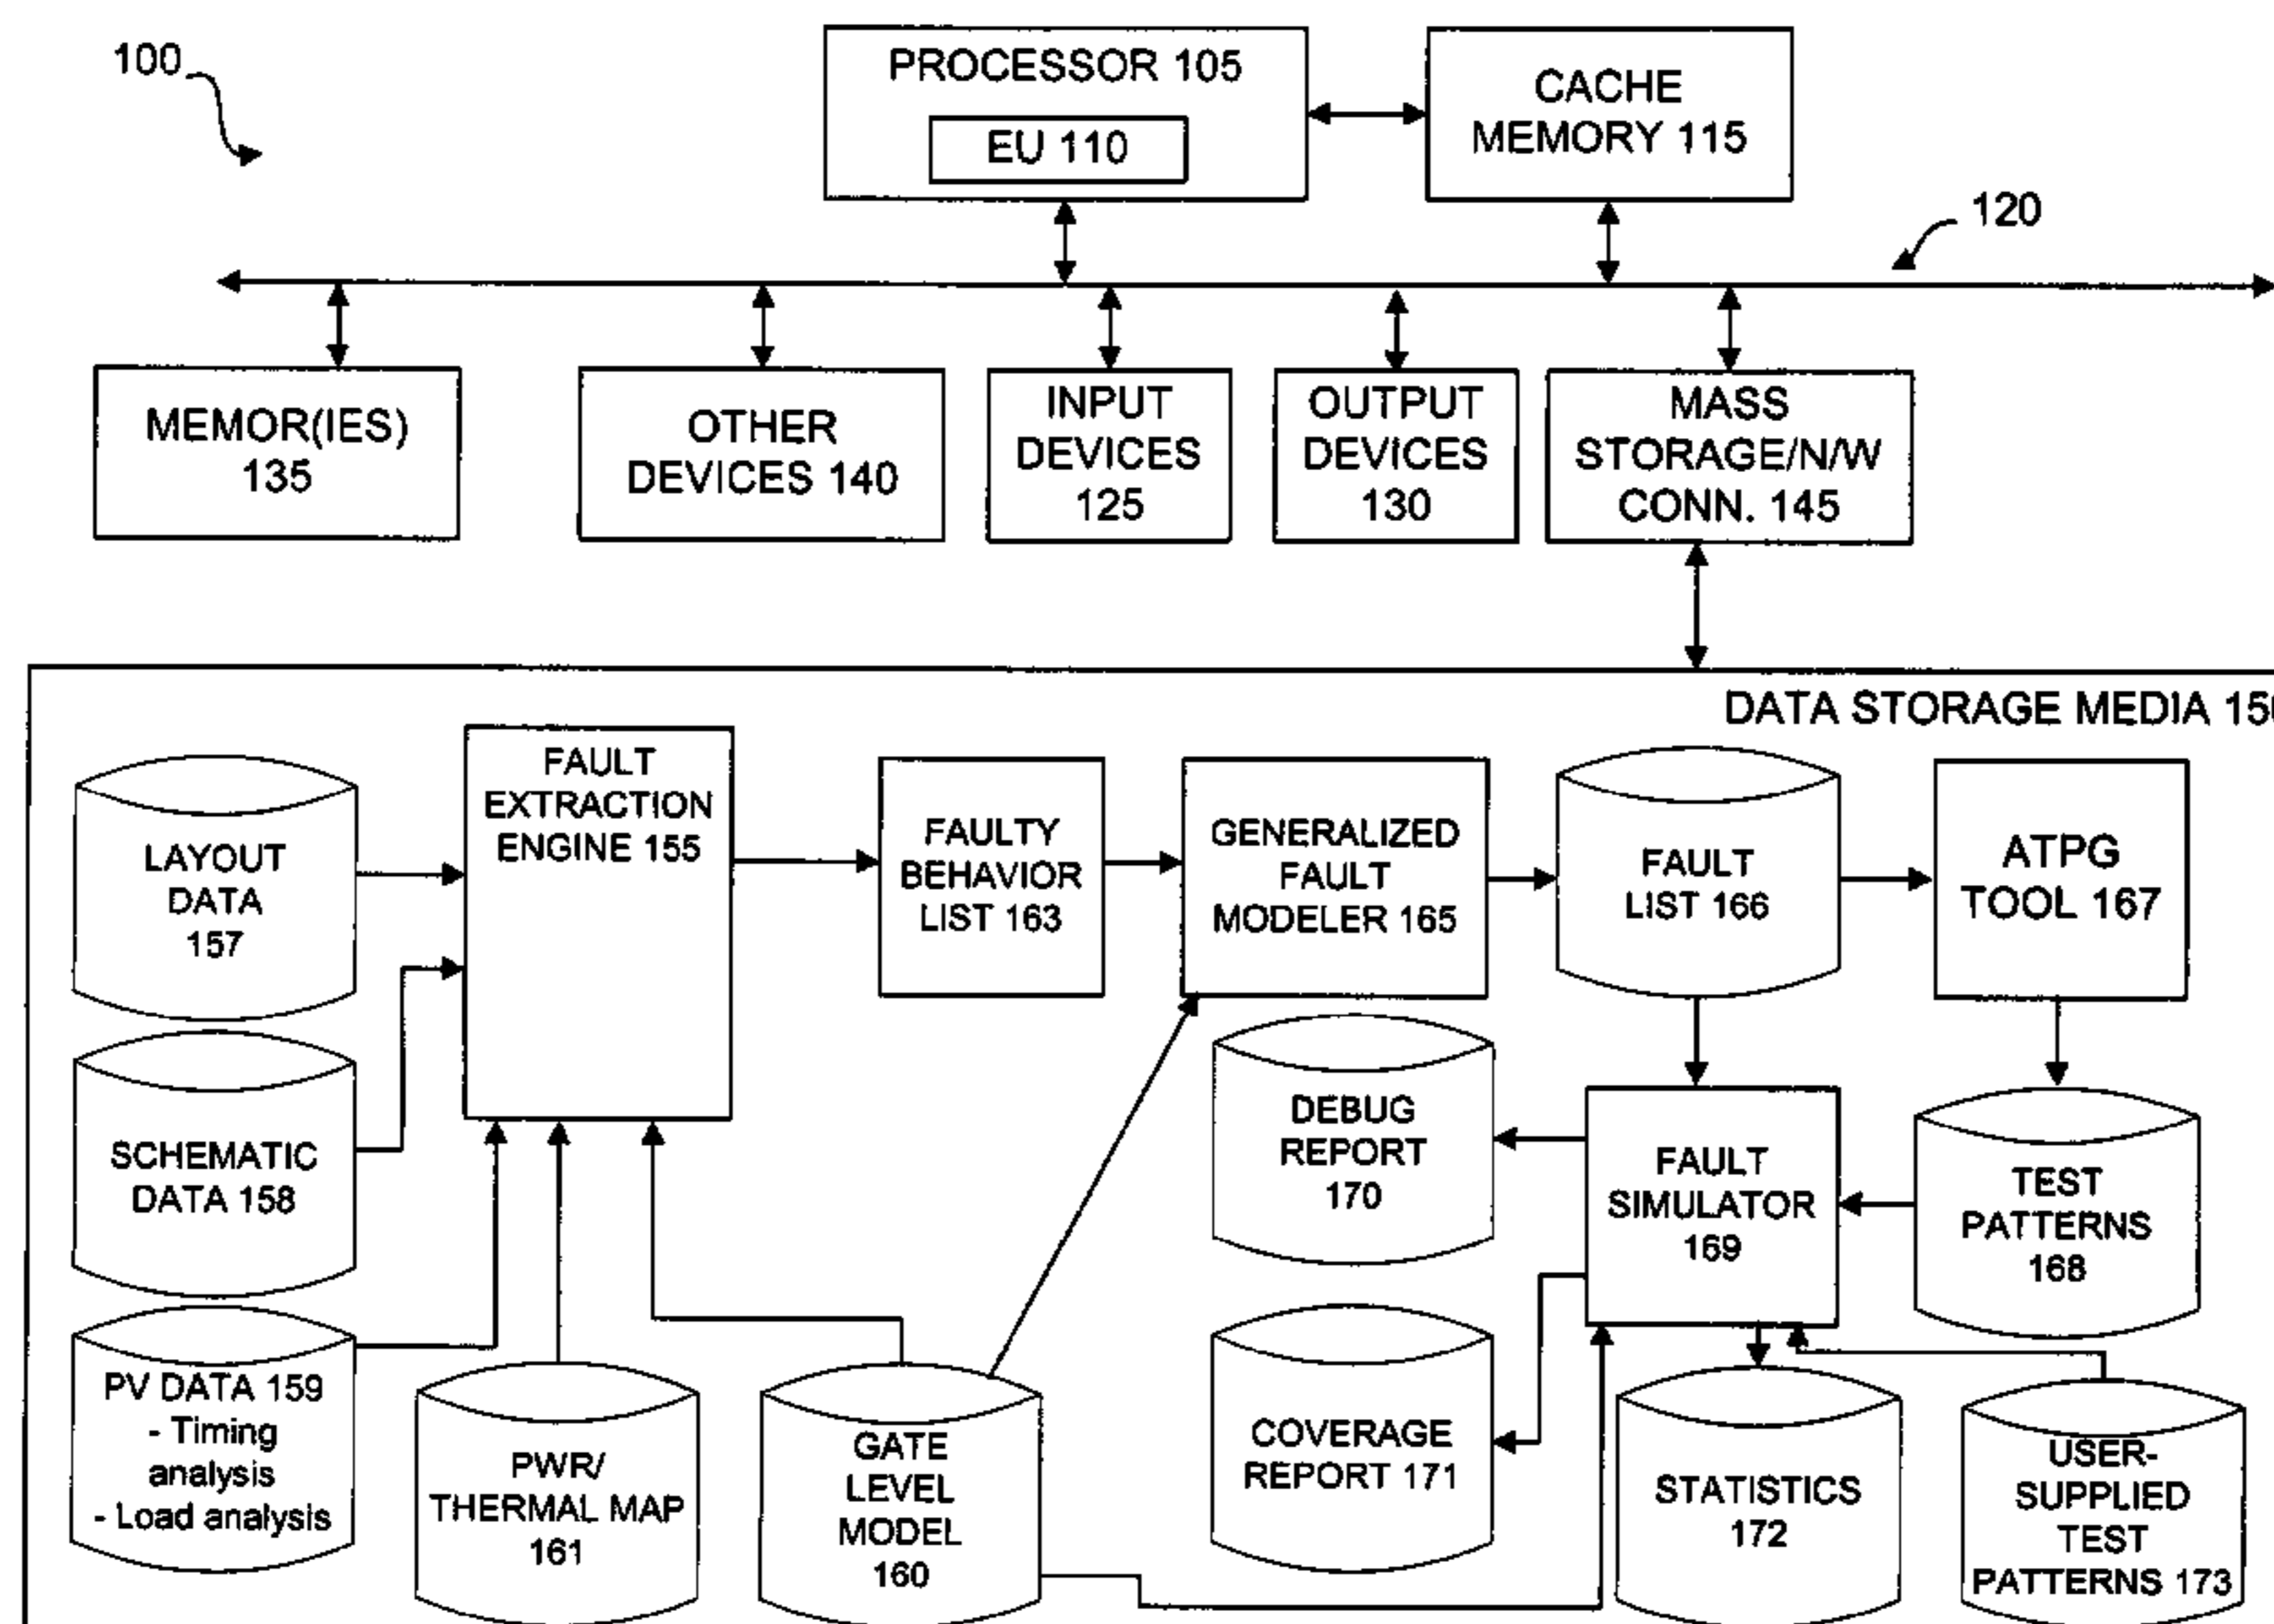 100
PROCESSOR 105
EU 110
CACHE
MEMORY 115
120
MEMOR(IES)
135
OTHER
DEVICES 140
INPUT
DEVICES
125
OUTPUT
DEVICES
130
MASS
STORAGE/N/W
CONN. 145
DATA STORAGE MEDIA 150
LAYOUT
DATA
157
FAULT
EXTRACTION
ENGINE 155
FAULTY
BEHAVIOR
LIST 163
GENERALIZED
FAULT
MODELER 165
FAULT
LIST 166
ATPG
TOOL 167
SCHEMATIC
DATA 158
DEBUG
REPORT
170
FAULT
SIMULATOR
169
TEST
PATTERNS
168
PV DATA 159
- Timing
analysis
- Load analysis
PWR/
THERMAL MAP
161
GATE
LEVEL
MODEL
160
COVERAGE
REPORT 171
STATISTICS
172
USER-
SUPPLIED
TEST
PATTERNS 173